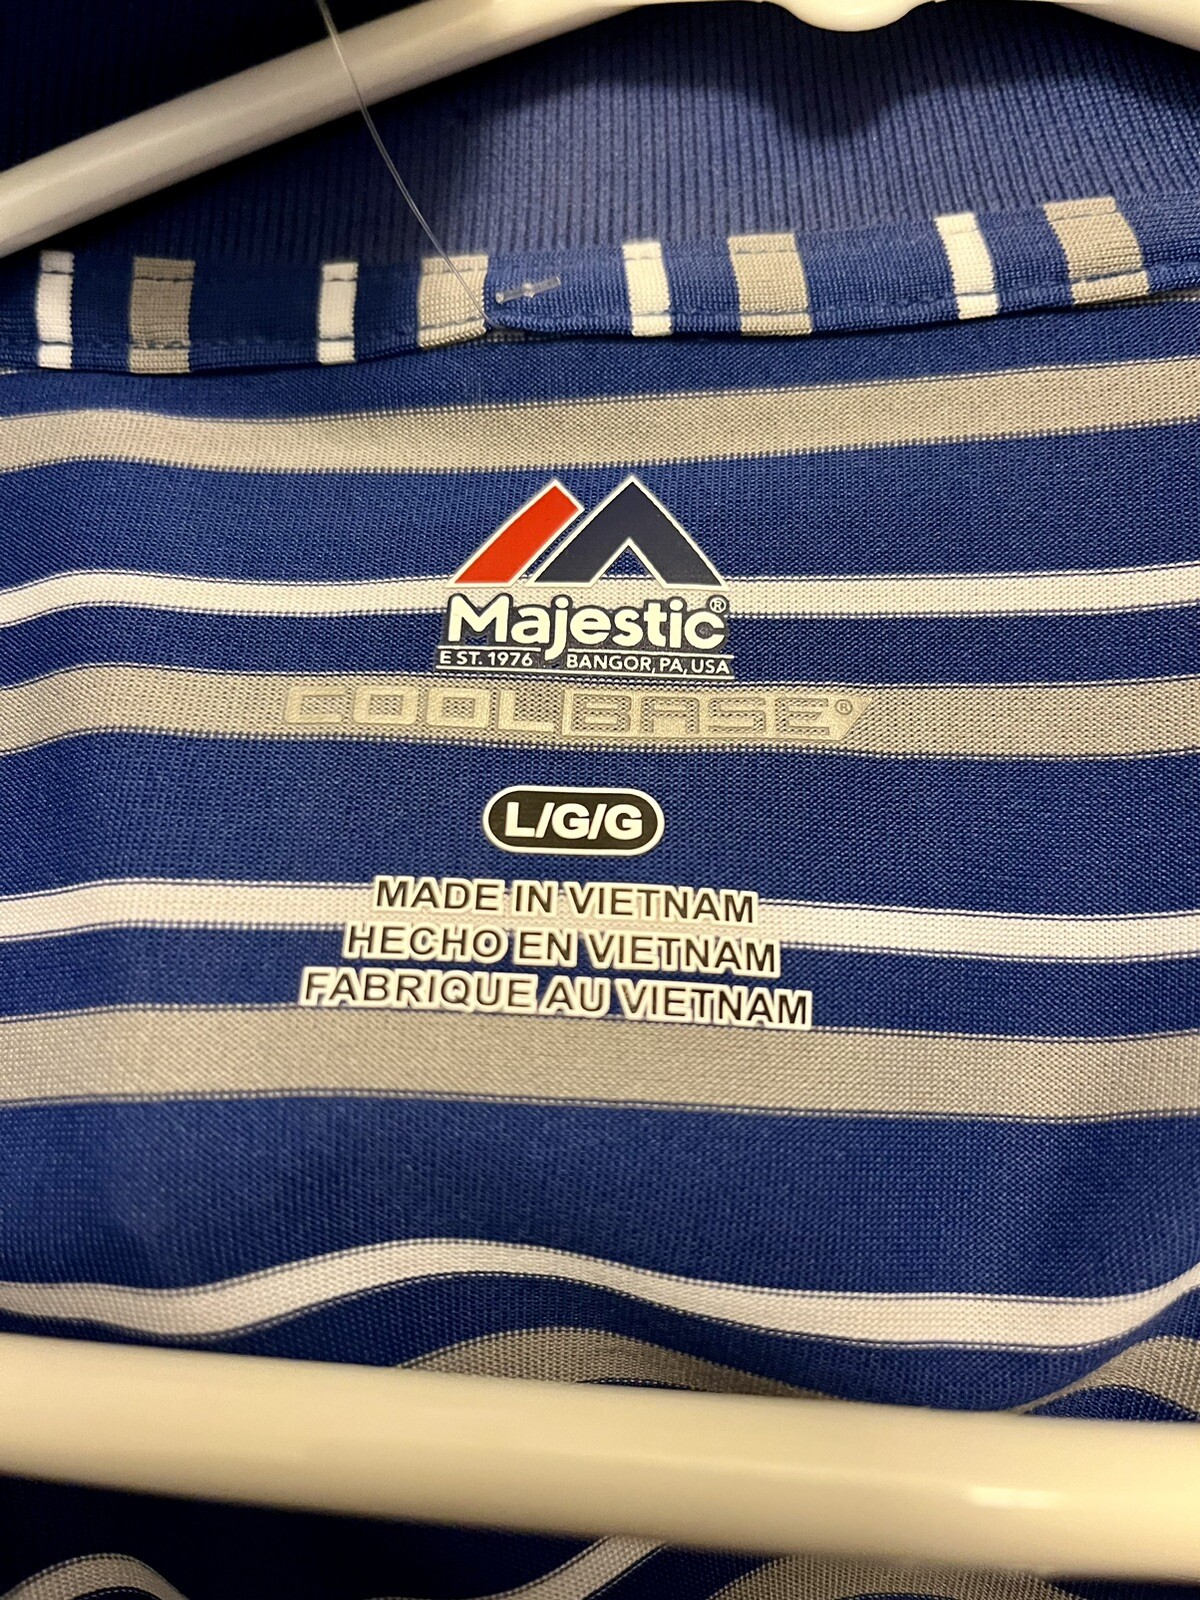 Majestic®
EST. 1976 BANGOR, PA, USA
COOLBASE®
L/G/G
MADE IN VIETNAM
HECHO EN VIETNAM
FABRIQUE AU VIETNAM